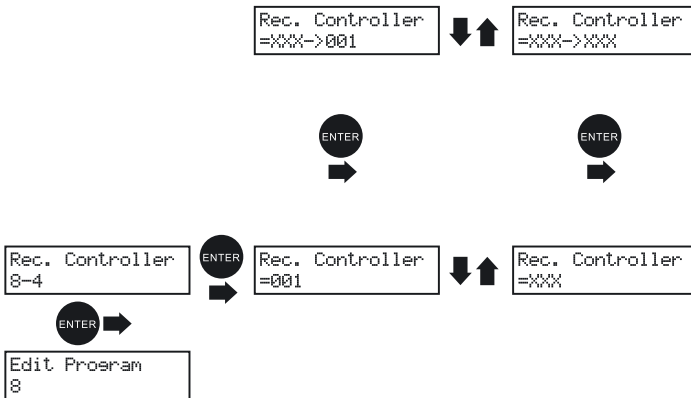 Rec. Controller
=XXX->001
Rec. Controller
=XXX->XXX
ENTER
ENTER
Rec. Controller
8-4
ENTER
Rec. Controller
=001
Rec. Controller
=XXX
ENTER
Edit Program
8